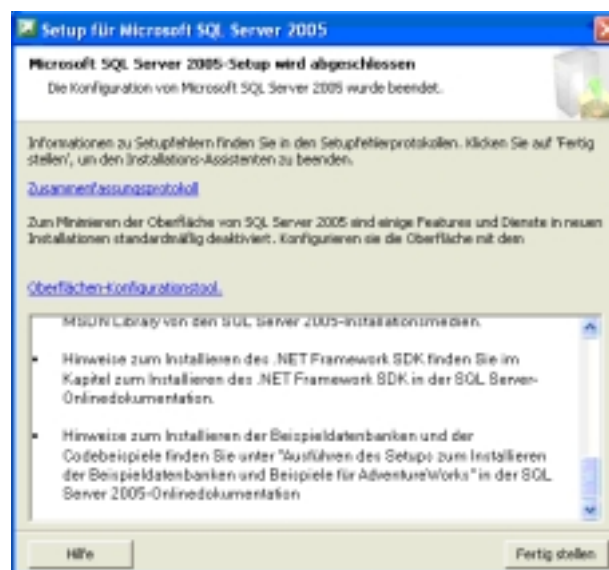 Setup für Microsoft SQL Server 2005
Microsoft SQL Server 2005-Setup wird abgeschlossen
Die Konfiguration von Microsoft SQL Server 2005 wurde beendet.
Informationen zu Setupfehlern finden Sie in den Setupfehlerprotokollen. Klicken Sie auf 'Fertig
stellen', um den Installations-Assistenten zu beenden.
Zusammenfassungsprotokoll
Zum Minimieren der Oberfläche von SQL Server 2005 sind einige Features und Dienste in neuen
Installationen standardmäßig deaktiviert. Konfigurieren sie die Oberfläche mit dem
Oberflächen-Konfigurationstool.
MSDN Library von den SQL Server 2005-Installationsmedien.
• Hinweise zum Installieren des .NET Framework SDK finden Sie im
Kapitel zum Installieren des .NET Framework SDK in der SQL Server-
Onlinedokumentation.
• Hinweise zum Installieren der Beispieldatenbanken und der
Codebeispiele finden Sie unter "Ausführen des Setups zum Installieren
der Beispieldatenbanken und Beispiele für AdventureWorks" in der SQL
Server 2005-Onlinedokumentation
Hilfe
Fertig stellen